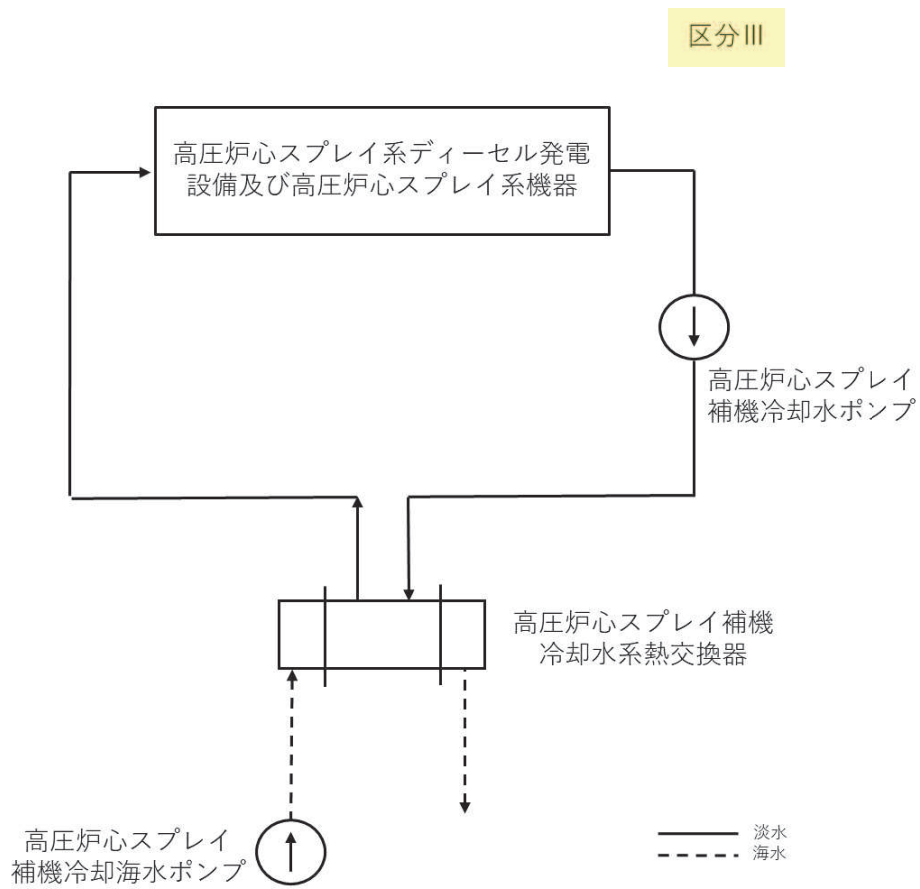 区分Ⅲ
高圧炉心スプレイ系ディーゼル発電
設備及び高圧炉心スプレイ系機器
高圧炉心スプレイ
補機冷却水ポンプ
高圧炉心スプレイ補機
冷却水系熱交換器
高圧炉心スプレイ
補機冷却海水ポンプ
淡水
海水